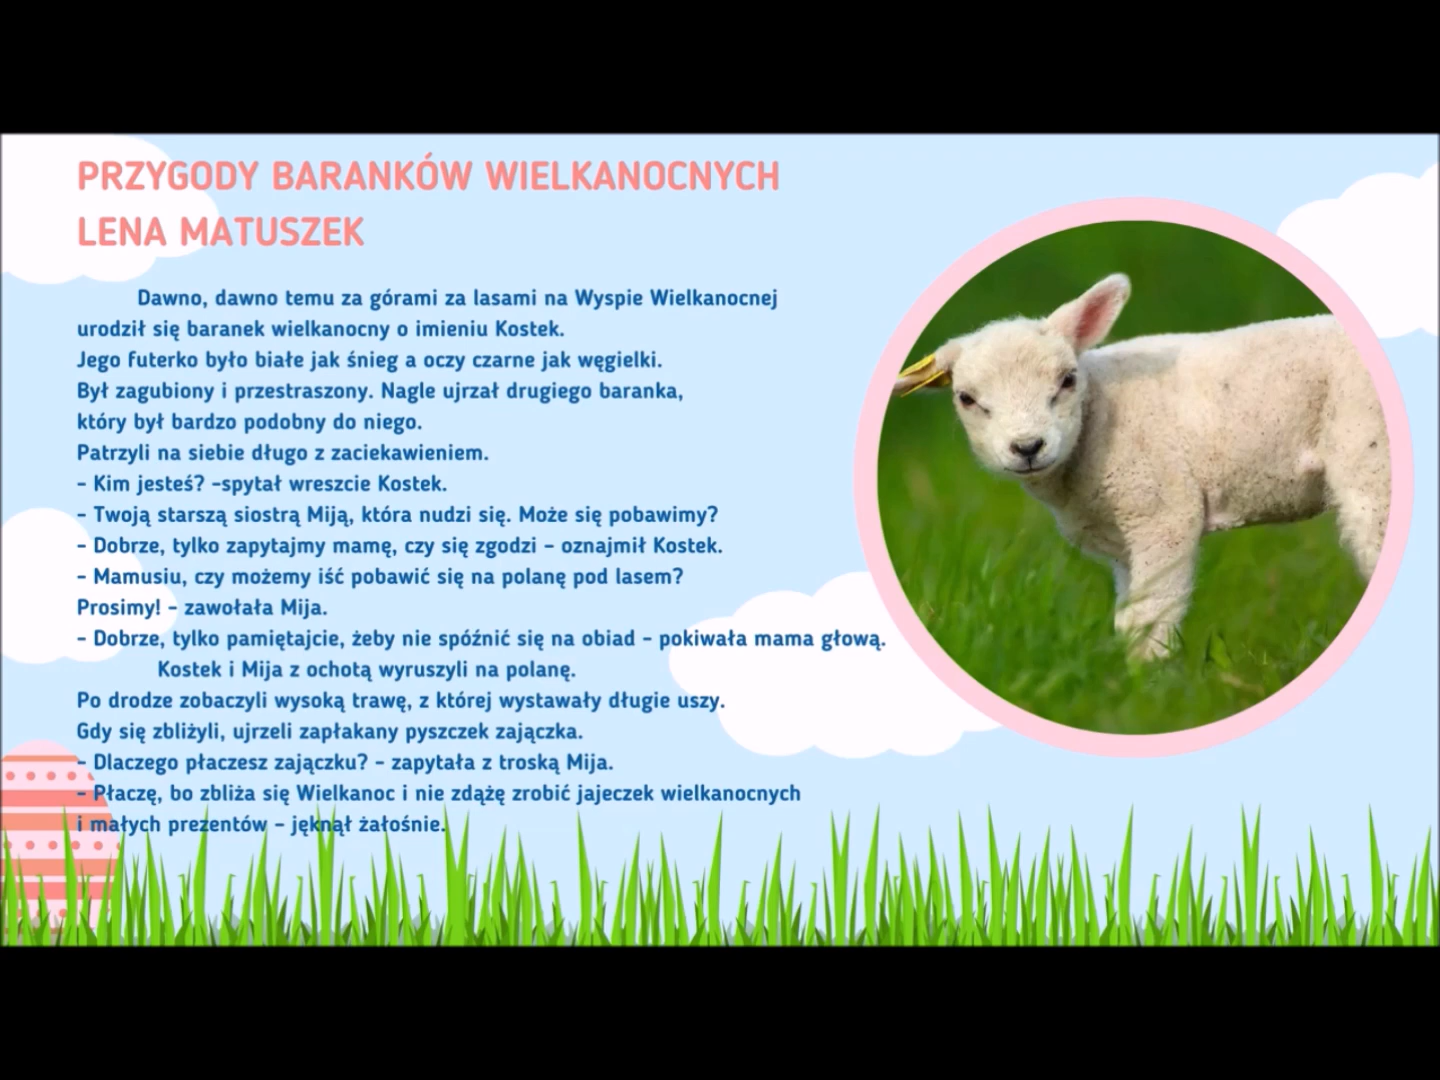 PRZYGODY BARANKÓW WIELKANOCNYCH
LENA MATUSZEK
Dawno, dawno temu za górami za lasami na Wyspie Wielkanocnej
urodził się baranek wielkanocny o imieniu Kostek.
Jego futerko było białe jak śnieg a oczy czarne jak węgielki.
Był zagubiony i przestraszony. Nagle ujrzał drugiego baranka,
który był bardzo podobny do niego.
Patrzyli na siebie długo z zaciekawieniem.
- Kim jesteś? -spytał wreszcie Kostek.
- Twoją starszą siostrą Miją, która nudzi się. Może się pobawimy?
- Dobrze, tylko zapytajmy mamę, czy się zgodzi – oznajmił Kostek.
- Mamusiu, czy możemy iść pobawić się na polanę pod lasem?
Prosimy! - zawołała Mija.
- Dobrze, tylko pamiętajcie, żeby nie spóźnić się na obiad – pokiwała mama głową.
Kostek i Mija z ochotą wyruszyli na polanę.
Po drodze zobaczyli wysoką trawę, z której wystawały długie uszy.
Gdy się zbliżyli, ujrzeli zapłakany pyszczek zajączka.
- Dlaczego płaczesz zajączku? - zapytała z troską Mija.
- Płaczę, bo zbliża się Wielkanoc i nie zdążę zrobić jajeczek wielkanocnych
i małych prezentów – jęknął żałośnie.